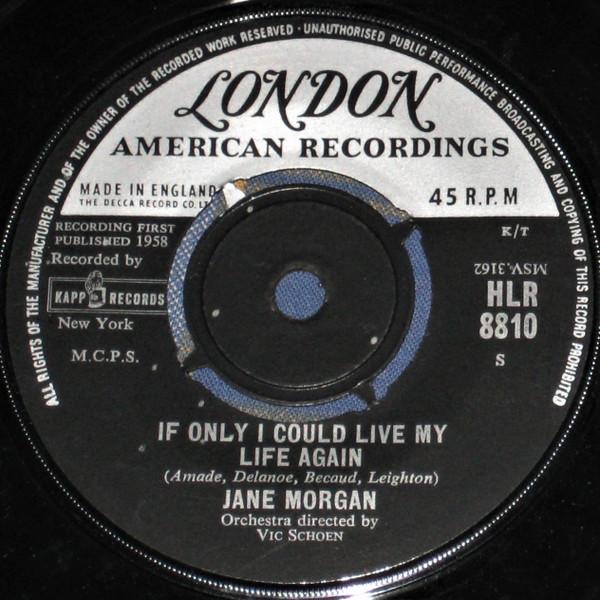 ALL RIGHTS OF THE MANUFACTURER AND OF THE OWNER OF THE RECORDED WORK RESERVED · UNAUTHORISED PUBLIC PERFORMANCE BROADCASTING AND COPYING OF THIS RECORD PROHIBITED
LONDON
AMERICAN RECORDINGS
MADE IN ENGLAND
THE DECCA RECORD CO. LTD
45 R.P.M
RECORDING FIRST
PUBLISHED 1958
K/T
Recorded by
MSV.3162
KAPP RECORDS
HLR
8810
New York
M.C.P.S.
S
IF ONLY I COULD LIVE MY
LIFE AGAIN
(Amade, Delanoe, Becaud, Leighton)
JANE MORGAN
Orchestra directed by
VIC SCHOEN